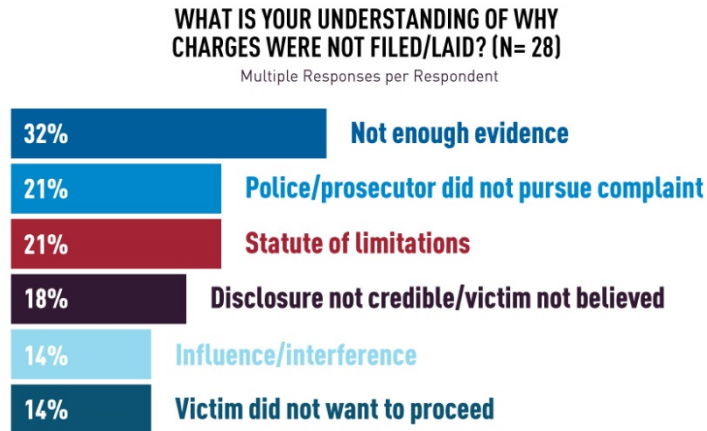 WHAT IS YOUR UNDERSTANDING OF WHY
CHARGES WERE NOT FILED/LAID? (N= 28)
Multiple Responses per Respondent
32% Not enough evidence
21% Police/prosecutor did not pursue complaint
21% Statute of limitations
18% Disclosure not credible/victim not believed
14% Influence/interference
14% Victim did not want to proceed